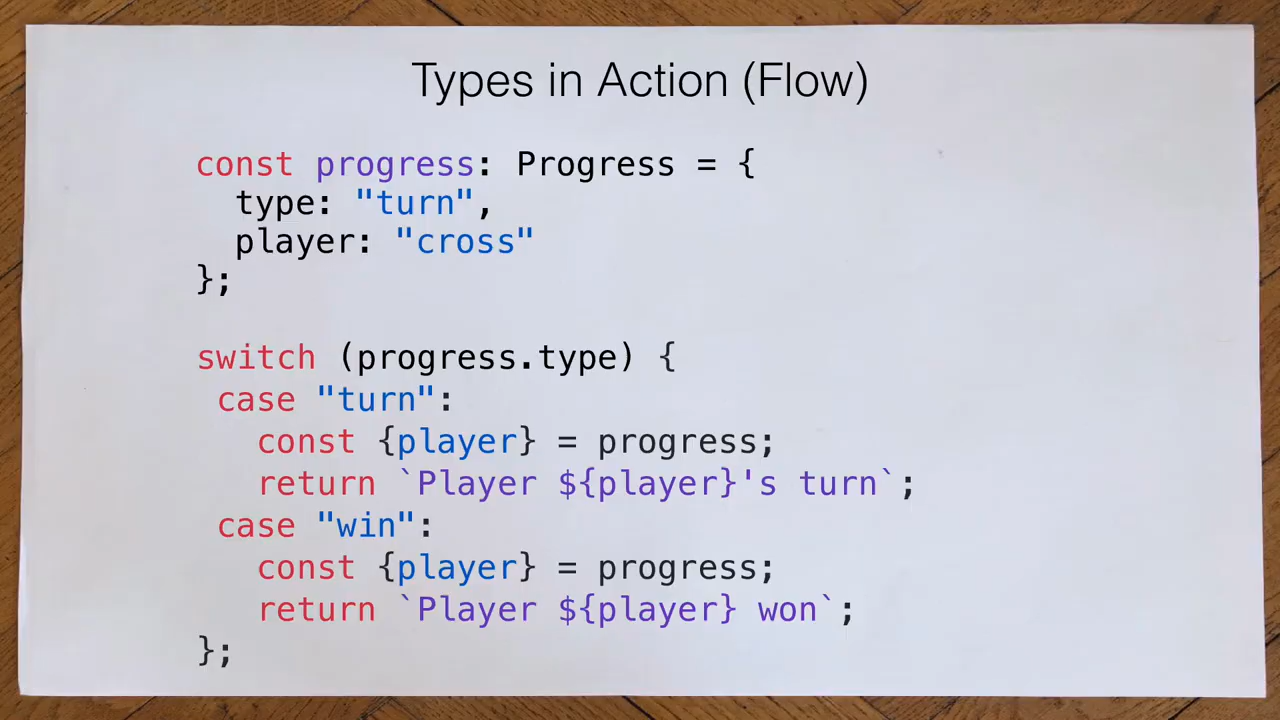 Types in Action (Flow)
const progress: Progress = {
  type: "turn",
  player: "cross"
};
switch (progress.type) {
 case "turn":
   const {player} = progress;
   return `Player ${player}'s turn`;
 case "win":
   const {player} = progress;
   return `Player ${player} won`;
};